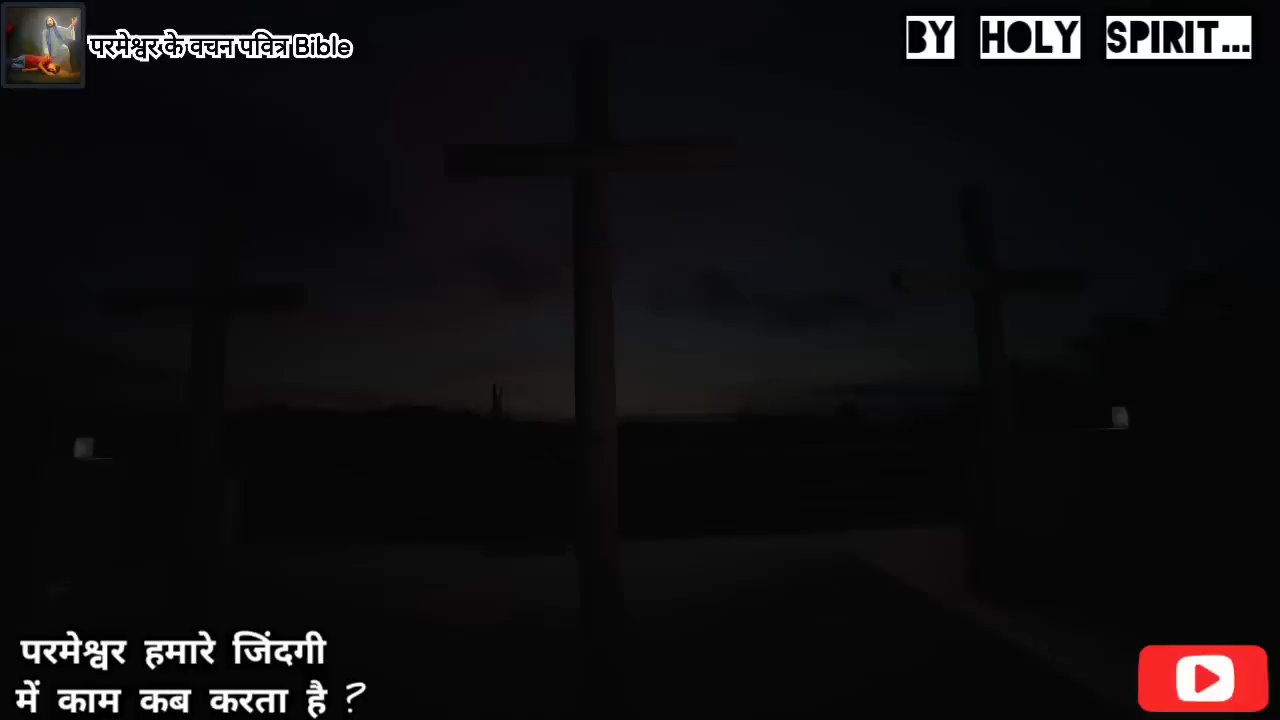 परमेश्वर के वचन पवित्र Bible
BY HOLY SPIRIT...
परमेश्वर हमारे जिंदगी
में काम कब करता है ?